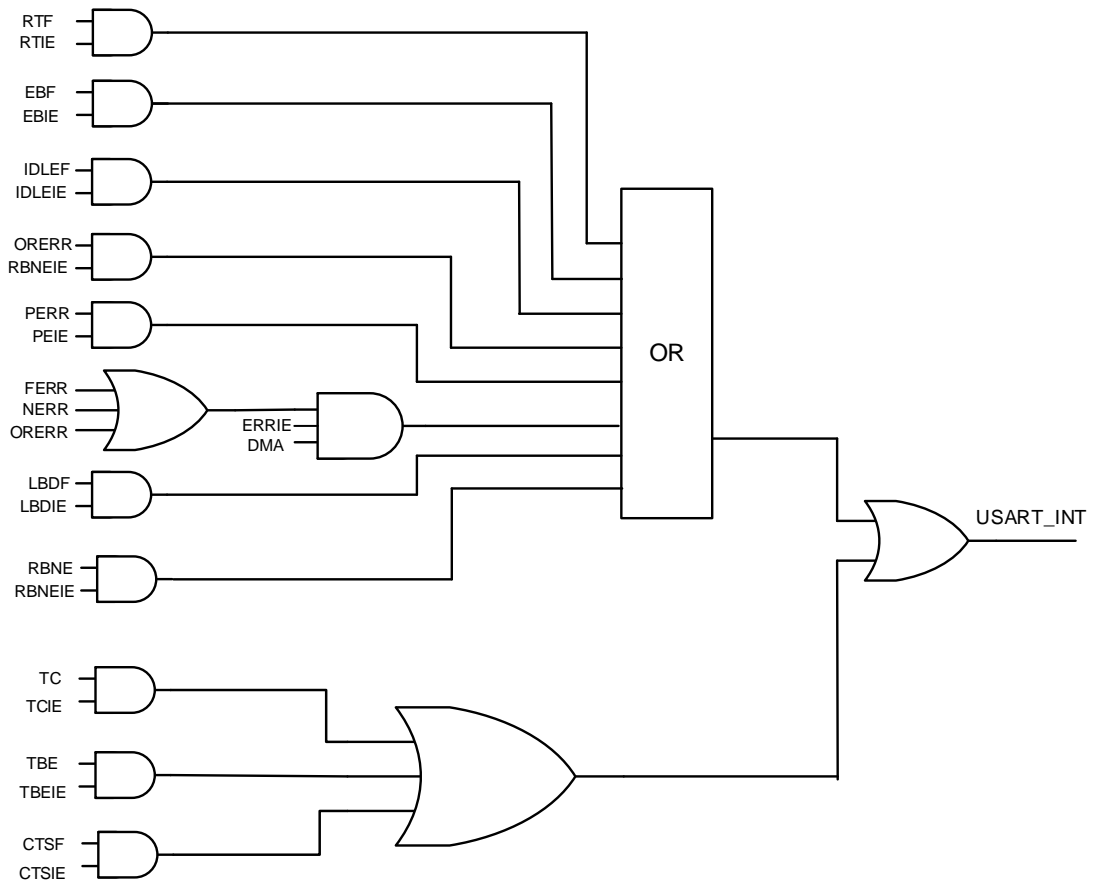 RTF
RTIE
EBF
EBIE
IDLEF
IDLEIE
ORERR
RBNEIE
PERR
PEIE
OR
FERR
NERR
ORERR
ERRIE
DMA
LBDF
LBDIE
USART_INT
RBNE
RBNEIE
TC
TCIE
TBE
TBEIE
CTSF
CTSIE